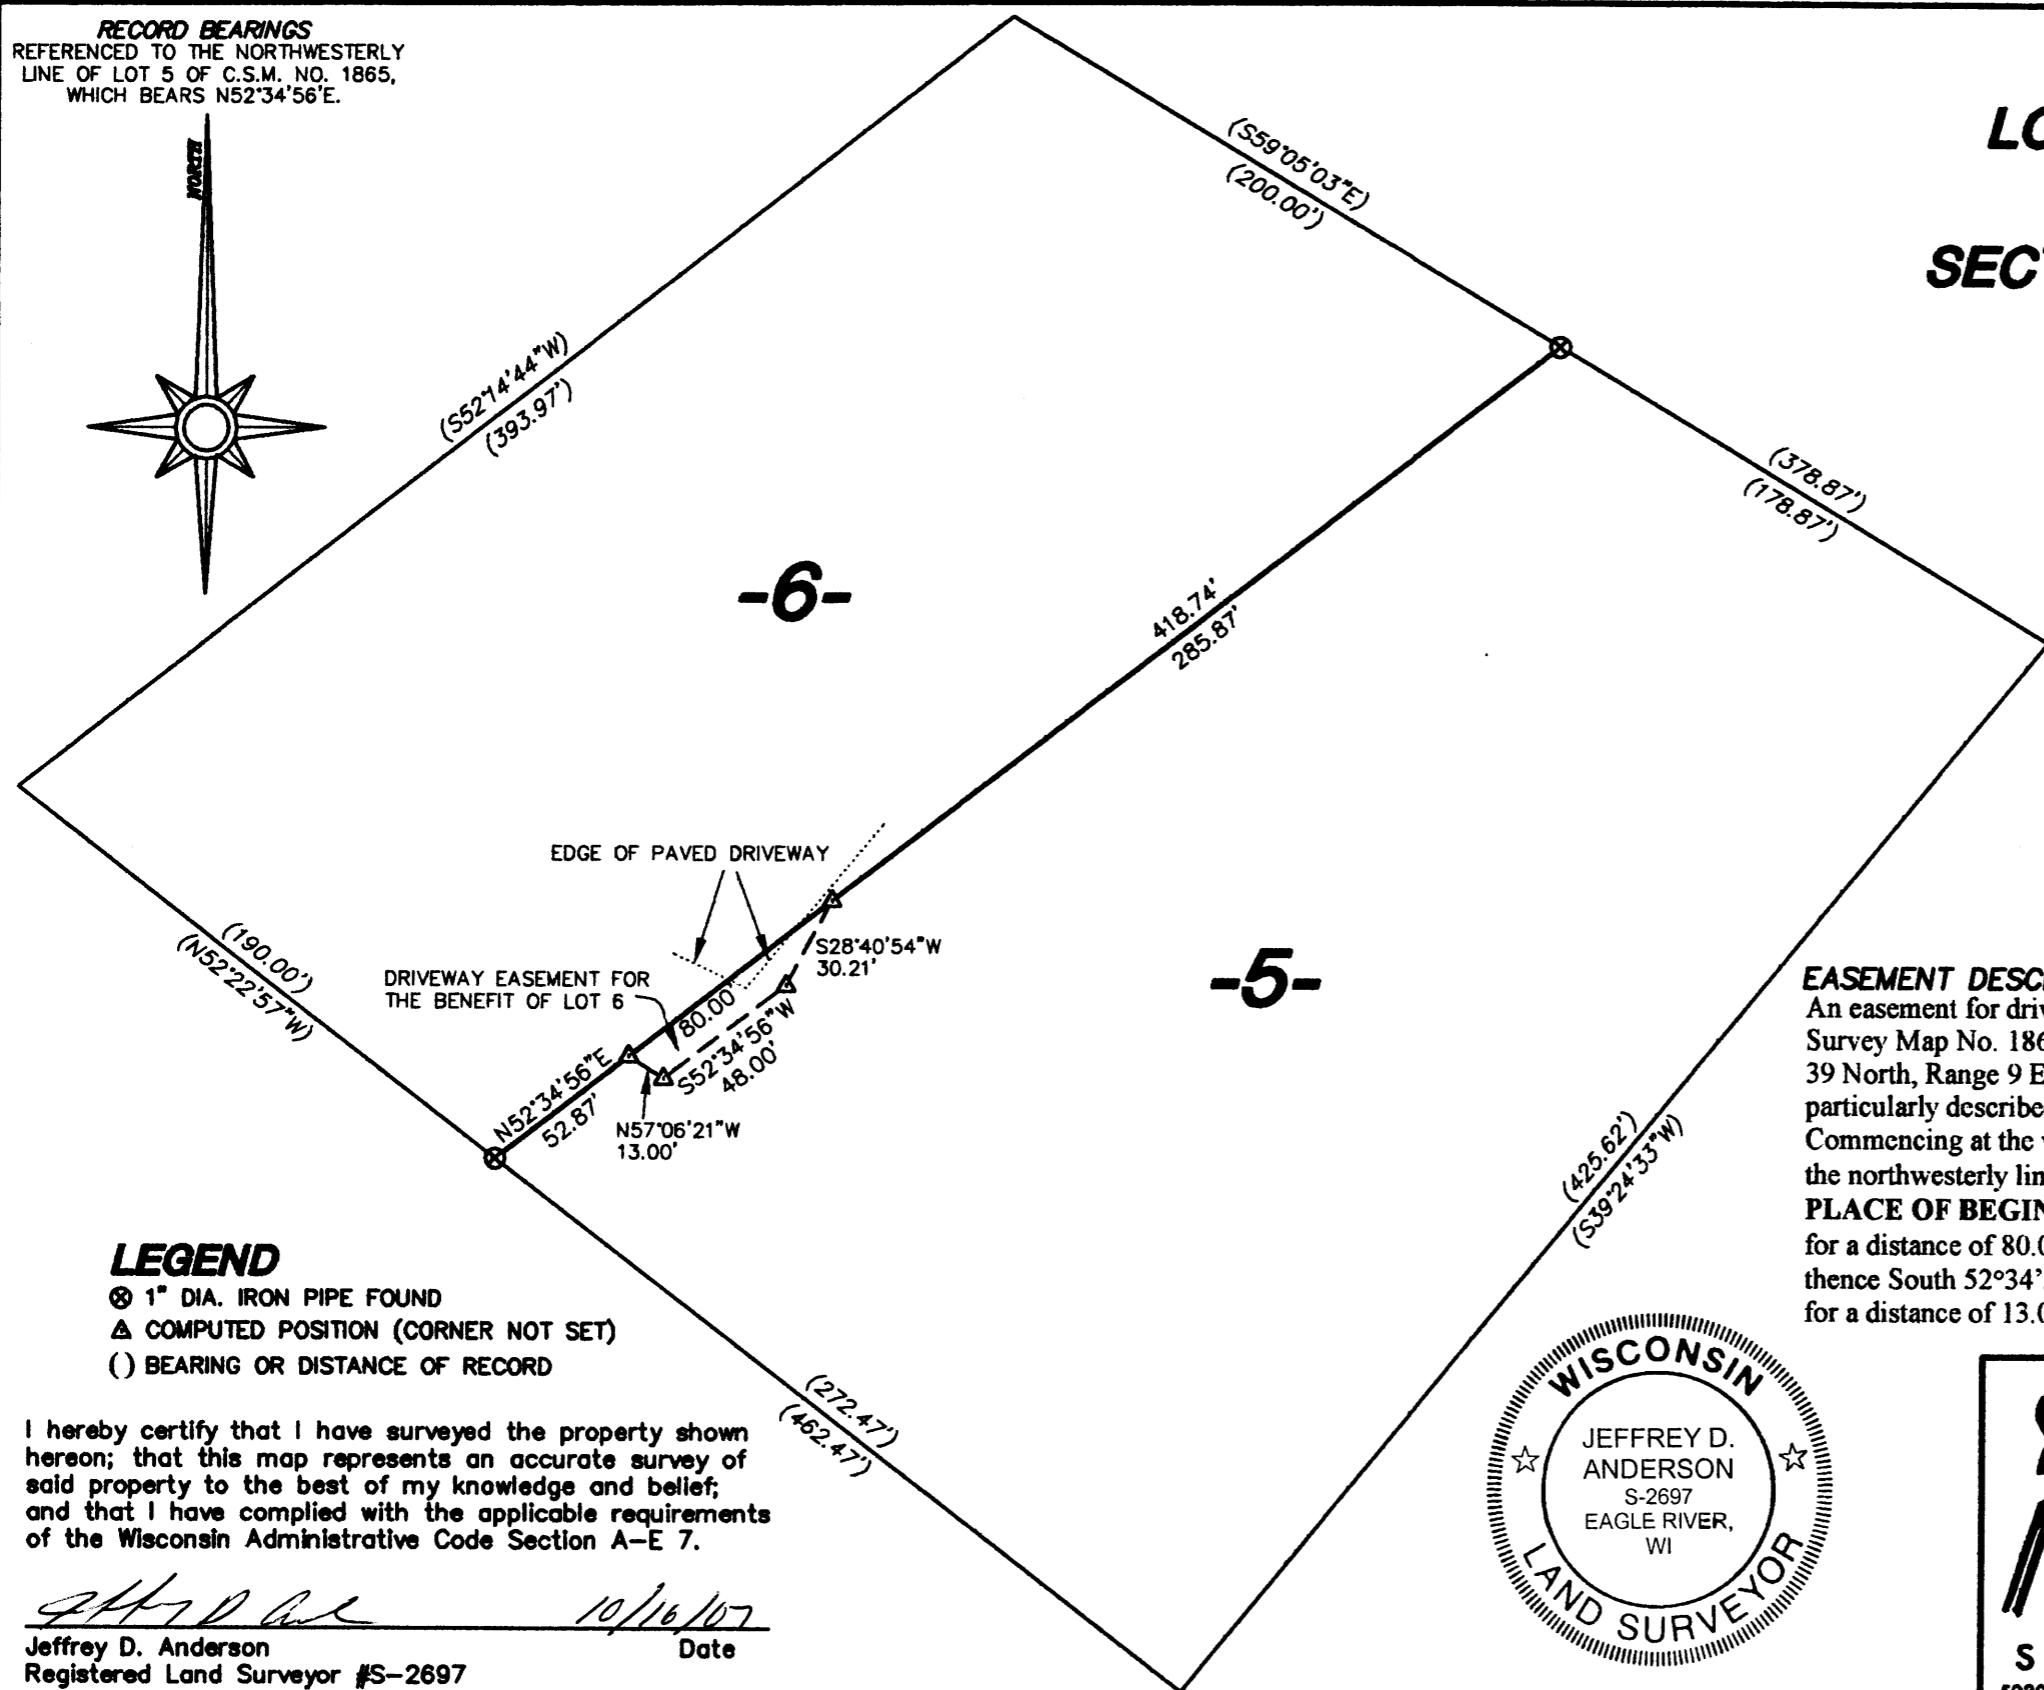 RECORD BEARINGS
REFERENCED TO THE NORTHWESTERLY
LINE OF LOT 5 OF C.S.M. NO. 1865,
WHICH BEARS N52°34'56'E.
NORTH
LO
SECT
(S59°05'03"E)
(200.00')
(S52°14'44"W)
(393.97')
(378.87')
(178.87')
-6-
418.74'
285.87'
EDGE OF PAVED DRIVEWAY
(190.00')
(N52°22'57"W)
DRIVEWAY EASEMENT FOR
THE BENEFIT OF LOT 6
S28°40'54"W
30.21'
80.00'
S52°34'56"W
48.00'
N52°34'56"E
52.87'
N57°06'21"W
13.00'
-5-
(425.62')
(S39°24'33"W)
EASEMENT DESC
An easement for driv
Survey Map No. 186
39 North, Range 9 E
particularly describe
Commencing at the
the northwesterly lin
PLACE OF BEGIN
for a distance of 80.0
thence South 52°34'
for a distance of 13.0
LEGEND
1" DIA. IRON PIPE FOUND
COMPUTED POSITION (CORNER NOT SET)
( ) BEARING OR DISTANCE OF RECORD
(272.47')
(462.47')
I hereby certify that I have surveyed the property shown
hereon; that this map represents an accurate survey of
said property to the best of my knowledge and belief;
and that I have complied with the applicable requirements
of the Wisconsin Administrative Code Section A-E 7.
10/16/07
Jeffrey D. Anderson
Date
Registered Land Surveyor #S-2697
WISCONSIN
JEFFREY D.
ANDERSON
S-2697
EAGLE RIVER,
WI
LAND SURVEYOR
S